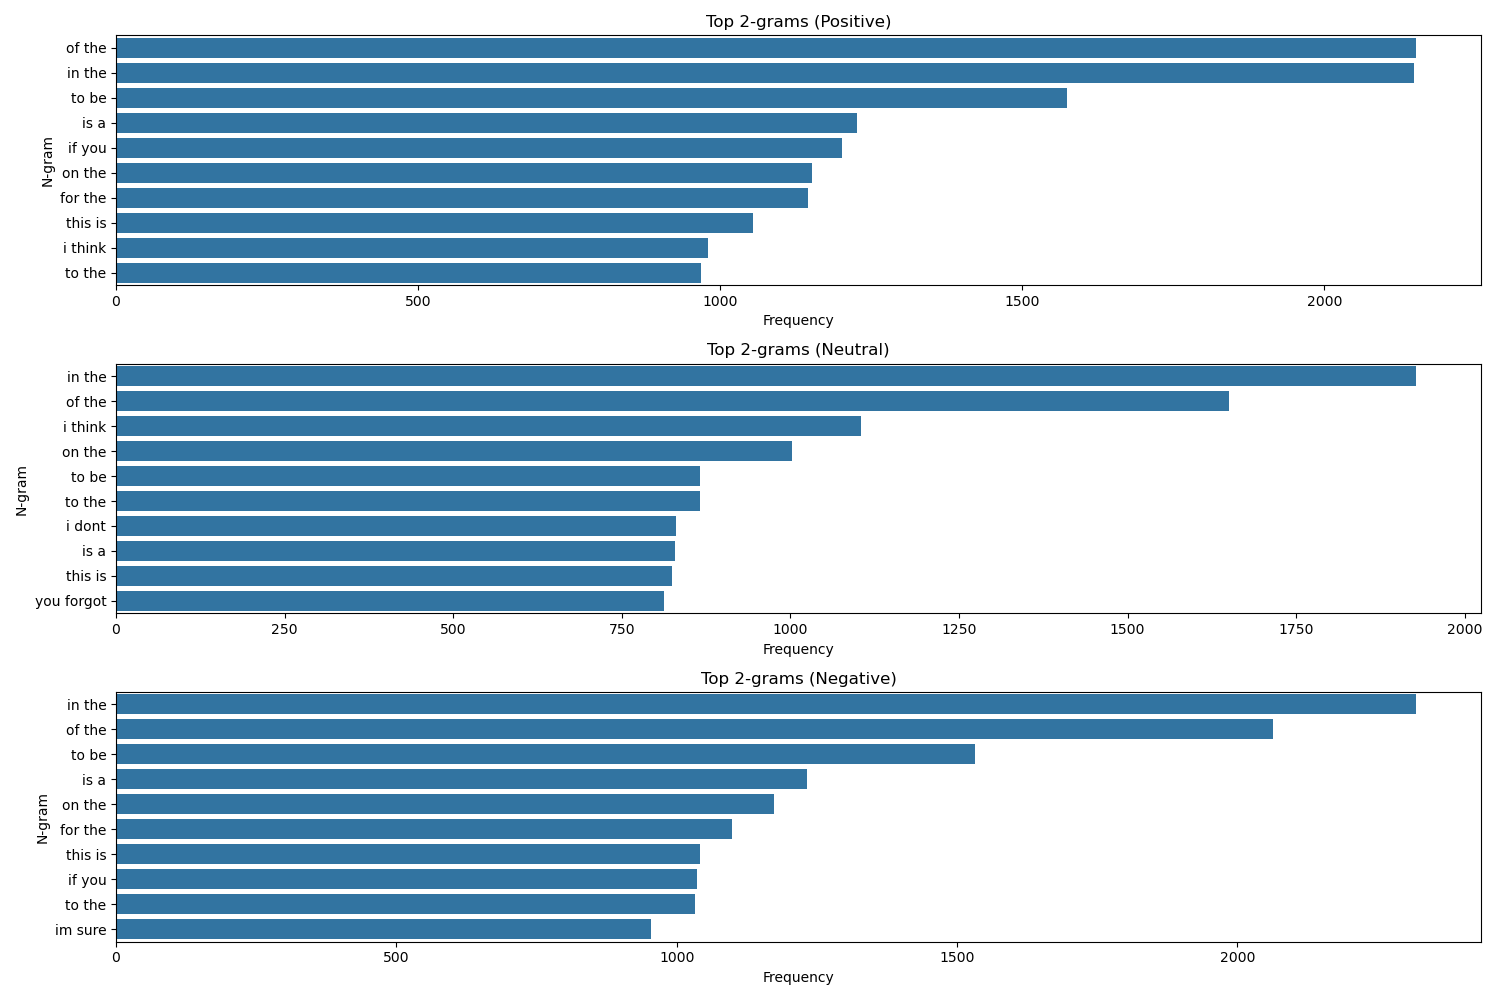 Top 2-grams (Positive)
N-gram
of the
in the
to be
is a
if you
on the
for the
this is
i think
to the
0 500 1000 1500 2000
Frequency
Top 2-grams (Neutral)
N-gram
in the
of the
i think
on the
to be
to the
i dont
is a
this is
you forgot
0 250 500 750 1000 1250 1500 1750 2000
Frequency
Top 2-grams (Negative)
N-gram
in the
of the
to be
is a
on the
for the
this is
if you
to the
im sure
0 500 1000 1500 2000
Frequency